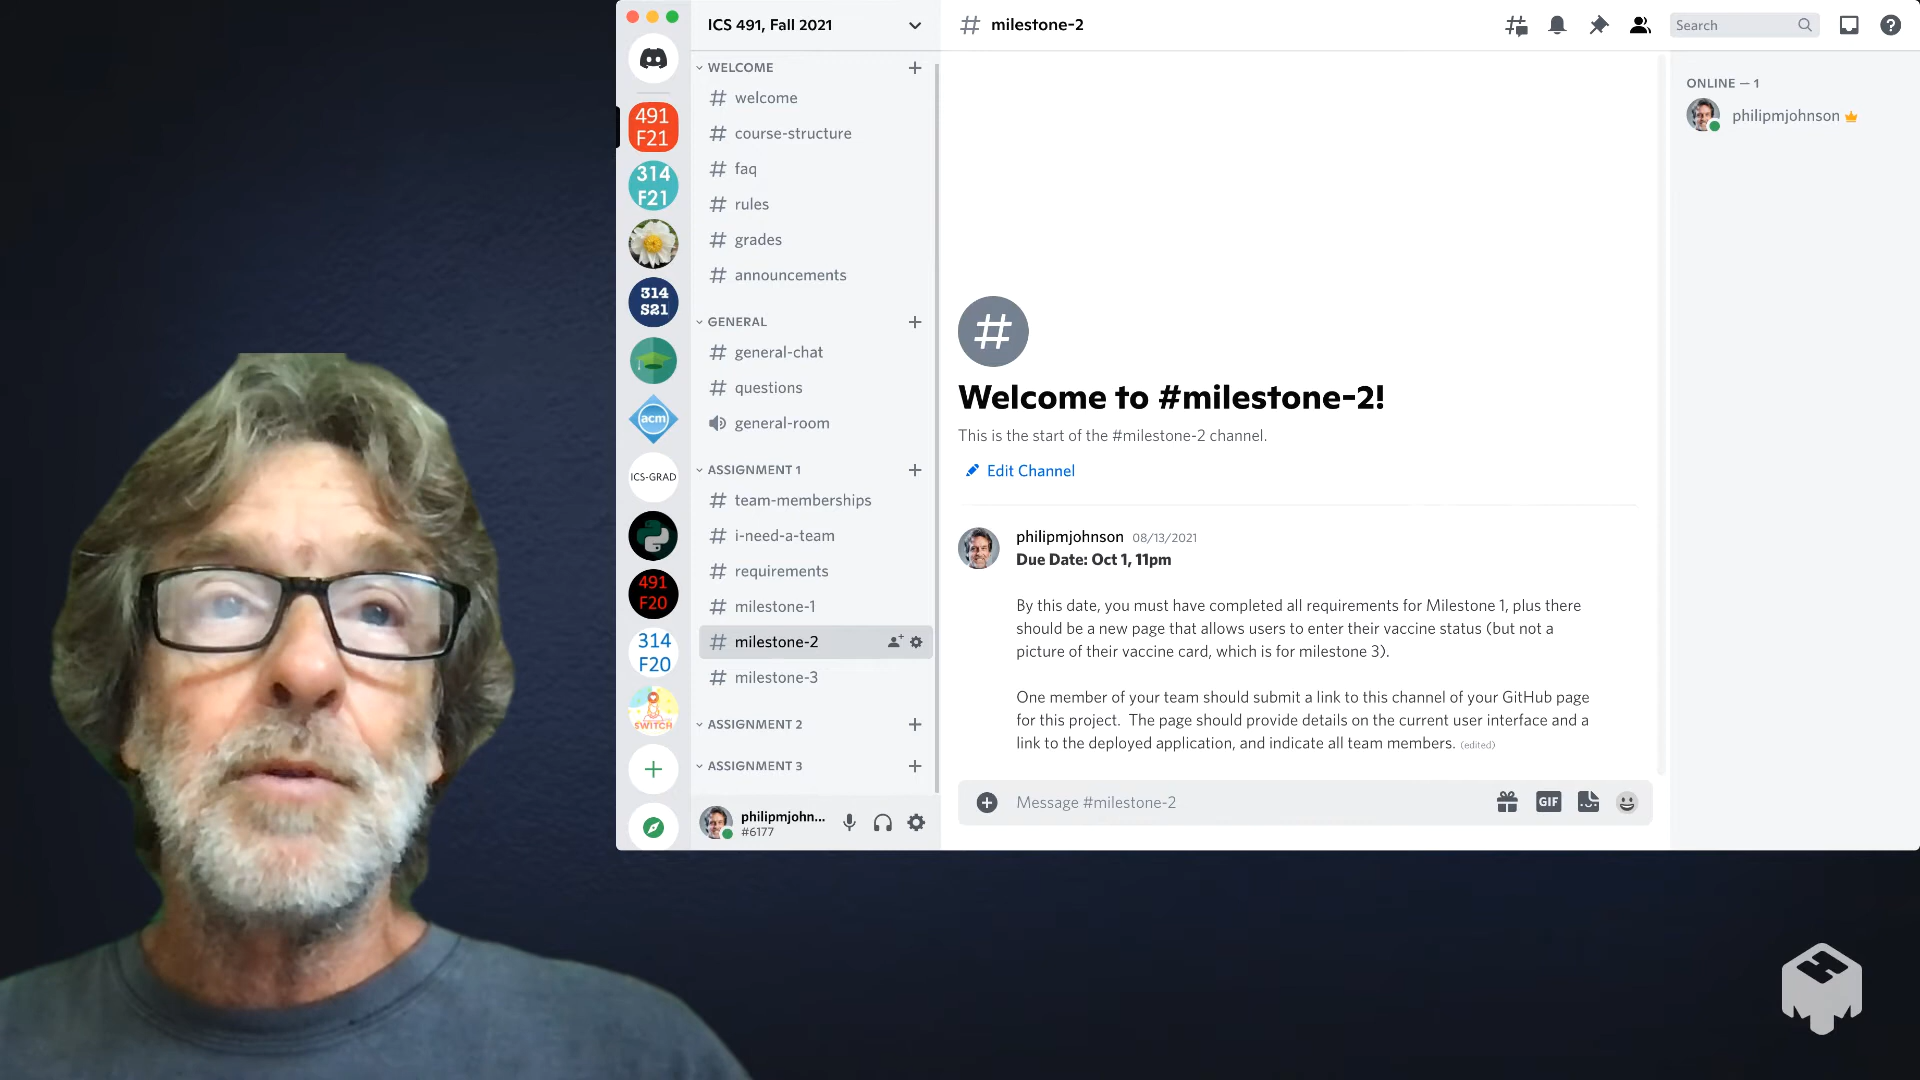 ICS 491, Fall 2021
milestone-2
Search
491
F21
314
F21
314
S21
acm
ICS-GRAD
491
F20
314
F20
SWITCH
WELCOME
welcome
course-structure
faq
rules
grades
announcements
GENERAL
general-chat
questions
general-room
ASSIGNMENT 1
team-memberships
i-need-a-team
requirements
milestone-1
milestone-2
milestone-3
ASSIGNMENT 2
ASSIGNMENT 3
philipmjohn...
#6177
Welcome to #milestone-2!
This is the start of the #milestone-2 channel.
Edit Channel
philipmjohnson 08/13/2021
Due Date: Oct 1, 11pm
By this date, you must have completed all requirements for Milestone 1, plus there
should be a new page that allows users to enter their vaccine status (but not a
picture of their vaccine card, which is for milestone 3).
One member of your team should submit a link to this channel of your GitHub page
for this project. The page should provide details on the current user interface and a
link to the deployed application, and indicate all team members. (edited)
Message #milestone-2
GIF
ONLINE — 1
philipmjohnson